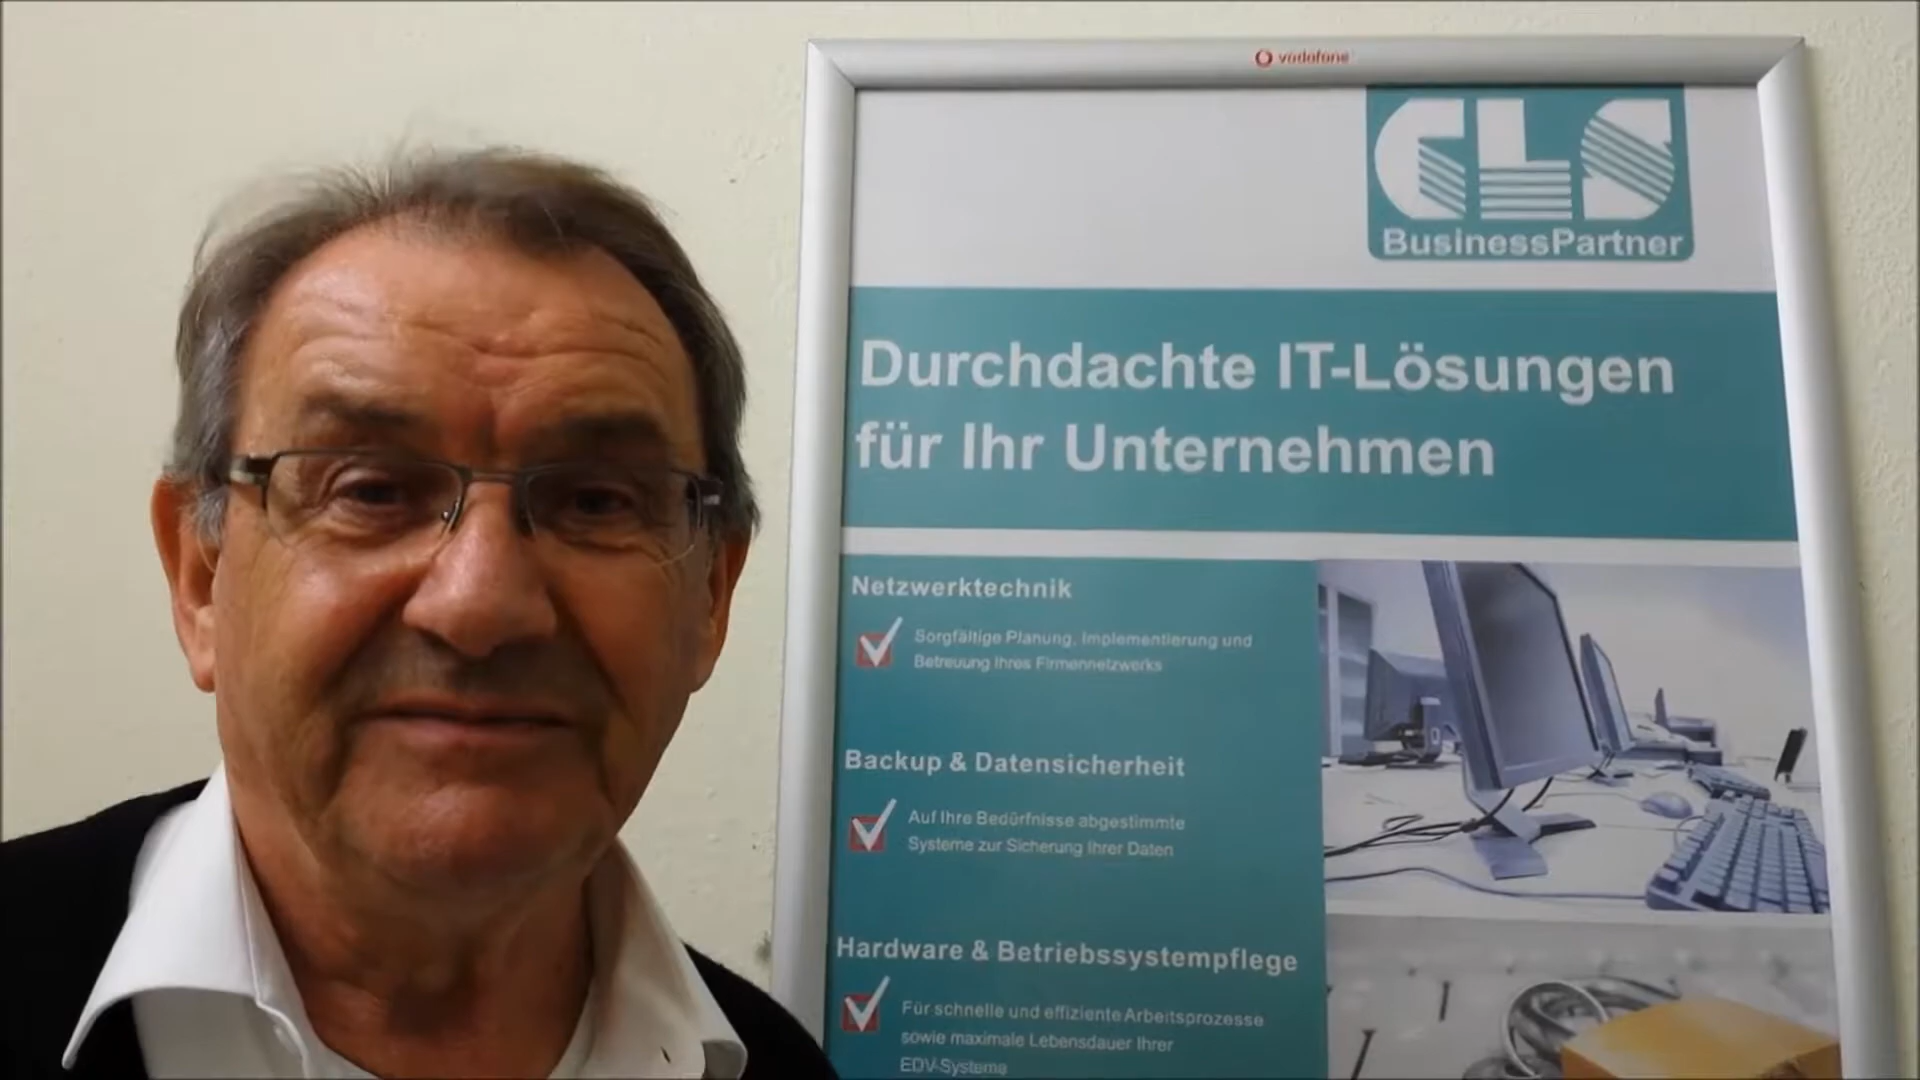 vodofone
CLS
BusinessPartner
Durchdachte IT-Lösungen
für Ihr Unternehmen
Netzwerktechnik
Sorgfältige Planung, Implementierung und
Betreuung Ihres Firmennetzwerks
Backup & Datensicherheit
Auf Ihre Bedürfnisse abgestimmte
Systeme zur Sicherung Ihrer Daten
Hardware & Betriebssystempflege
Für schnelle und effiziente Arbeitsprozesse
sowie maximale Lebensdauer Ihrer
EDV-Systeme